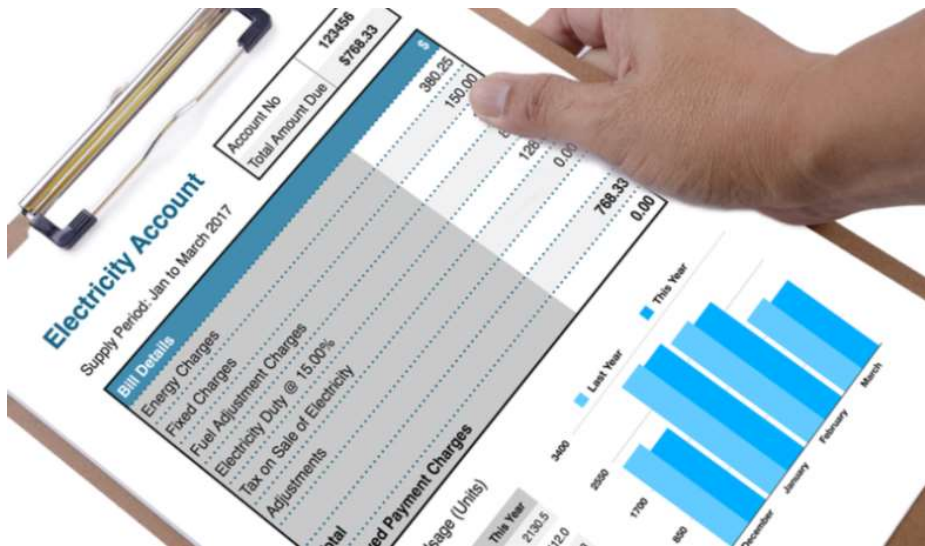 Electricity Account
Supply Period: Jan to March 2017
Account No 123456
Total Amount Due $768.33
Bill Details $
Energy Charges 380.25
Fixed Charges 150.00
Fuel Adjustment Charges
Electricity Duty @ 15.00%
Tax on Sale of Electricity 128
Adjustments 0.00
768.33
Payment Charges 0.00
This Year
2130.5
Last Year
This Year
3400
2550
1700
850
December
January
February
March